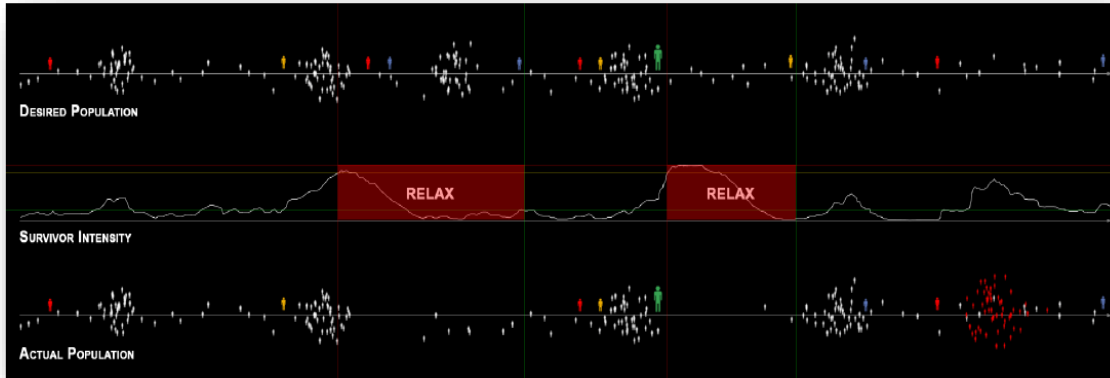 DESIRED POPULATION
RELAX
RELAX
SURVIVOR INTENSITY
ACTUAL POPULATION